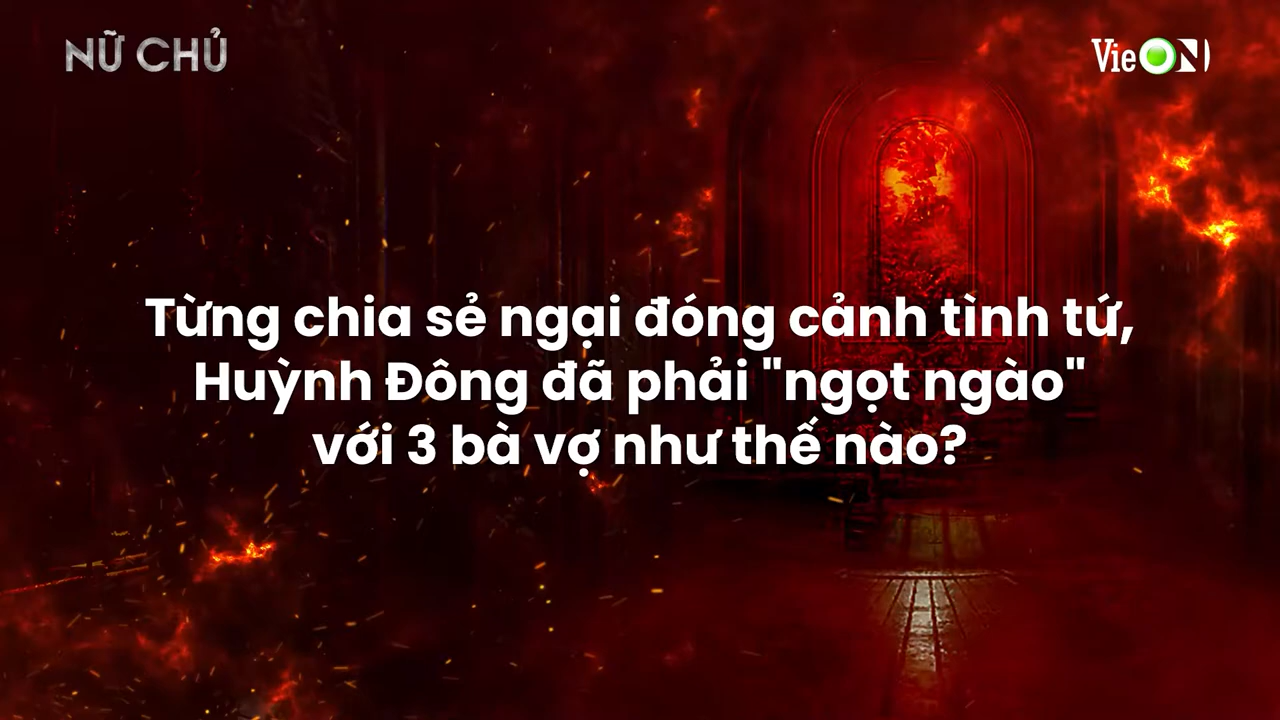 NỮ CHỦ
VieON
Từng chia sẻ ngại đóng cảnh tình tứ,
Huỳnh Đông đã phải "ngọt ngào"
với 3 bà vợ như thế nào?